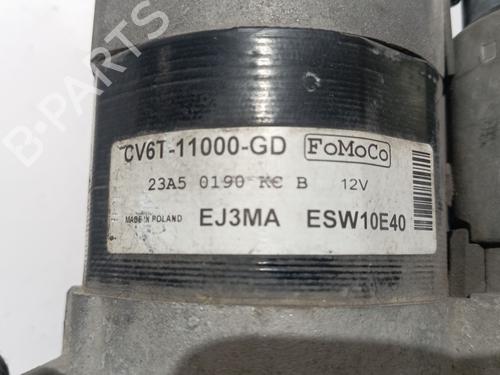 CV6T-11000-GD FoMoCo
23A5 0190 KC B 12V
MADE IN POLAND EJ3MA ESW10E40
B-PARTS